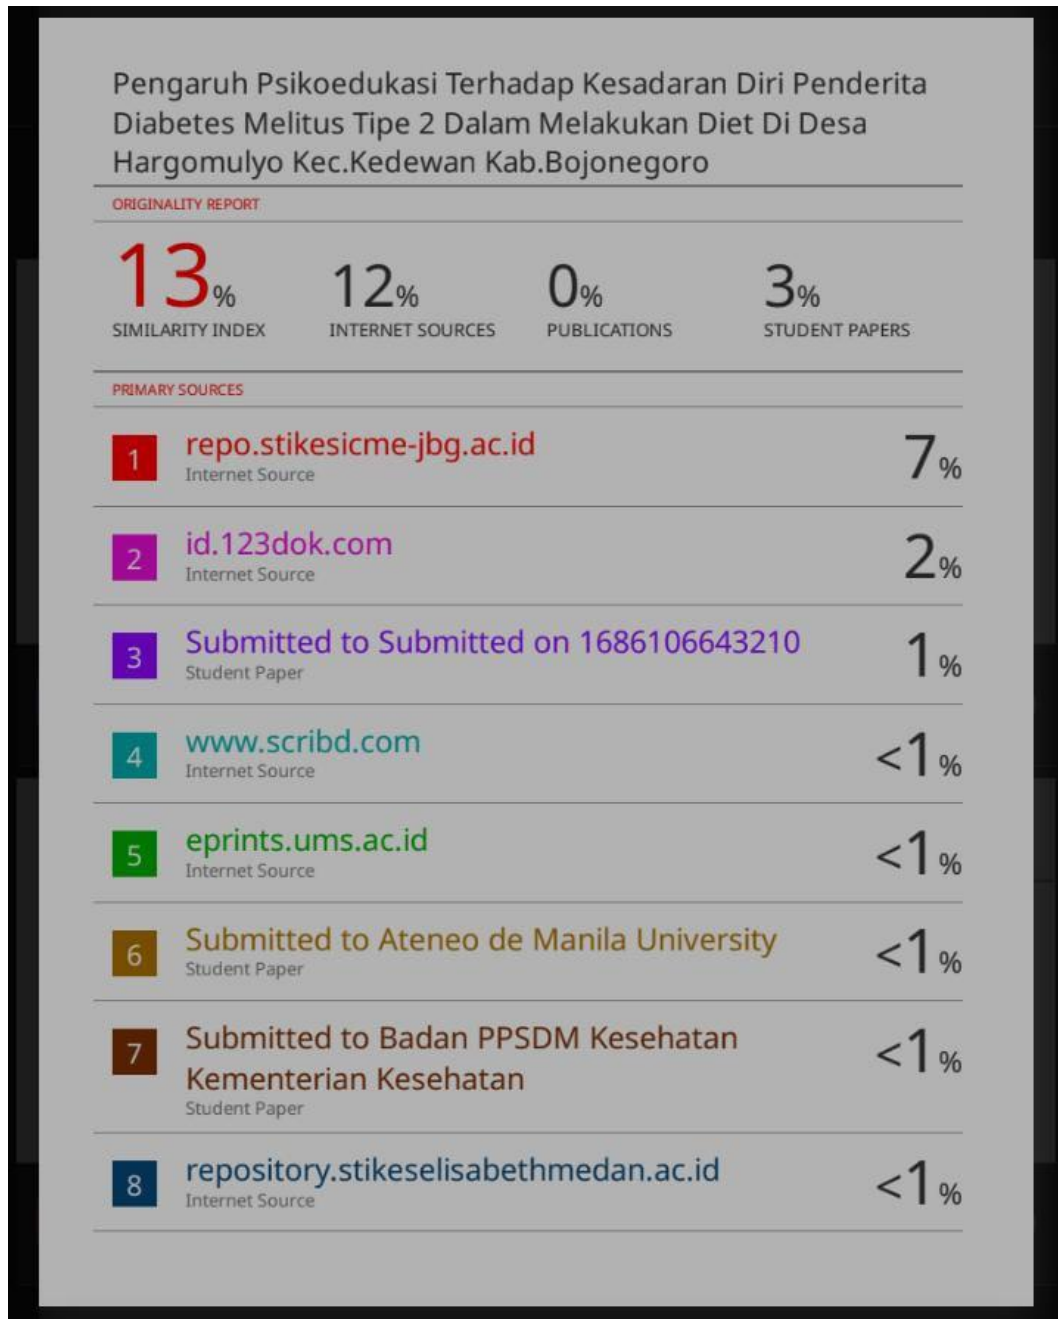 Pengaruh Psikoedukasi Terhadap Kesadaran Diri Penderita
Diabetes Melitus Tipe 2 Dalam Melakukan Diet Di Desa
Hargomulyo Kec.Kedewan Kab.Bojonegoro
ORIGINALITY REPORT
13%
SIMILARITY INDEX
12%
INTERNET SOURCES
0%
PUBLICATIONS
3%
STUDENT PAPERS
PRIMARY SOURCES
1
repo.stikesicme-jbg.ac.id
Internet Source
7%
2
id.123dok.com
Internet Source
2%
3
Submitted to Submitted on 1686106643210
Student Paper
1%
4
www.scribd.com
Internet Source
<1%
5
eprints.ums.ac.id
Internet Source
<1%
6
Submitted to Ateneo de Manila University
Student Paper
<1%
7
Submitted to Badan PPSDM Kesehatan
Kementerian Kesehatan
Student Paper
<1%
8
repository.stikeselisabethmedan.ac.id
Internet Source
<1%